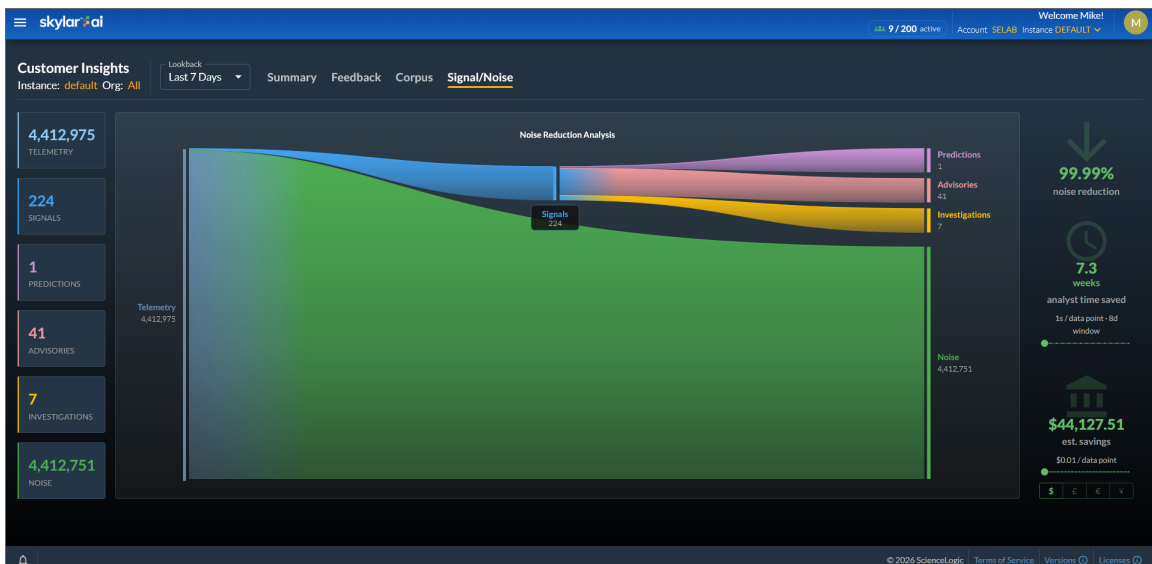 skylar ai
Welcome Mike!
9 / 200 active
Account SELAB Instance DEFAULT
M
Customer Insights
Instance: default Org: All
Lookback
Last 7 Days
Summary Feedback Corpus Signal/Noise
4,412,975
TELEMETRY
224
SIGNALS
1
PREDICTIONS
41
ADVISORIES
7
INVESTIGATIONS
4,412,751
NOISE
Noise Reduction Analysis
Telemetry
4,412,975
Signals
224
Predictions
1
Advisories
41
Investigations
7
Noise
4,412,751
99.99%
noise reduction
7.3
weeks
analyst time saved
1s / data point · 8d
window
$44,127.51
est. savings
$0.01 / data point
$ £ € ¥
© 2026 ScienceLogic Terms of Service Versions Licenses